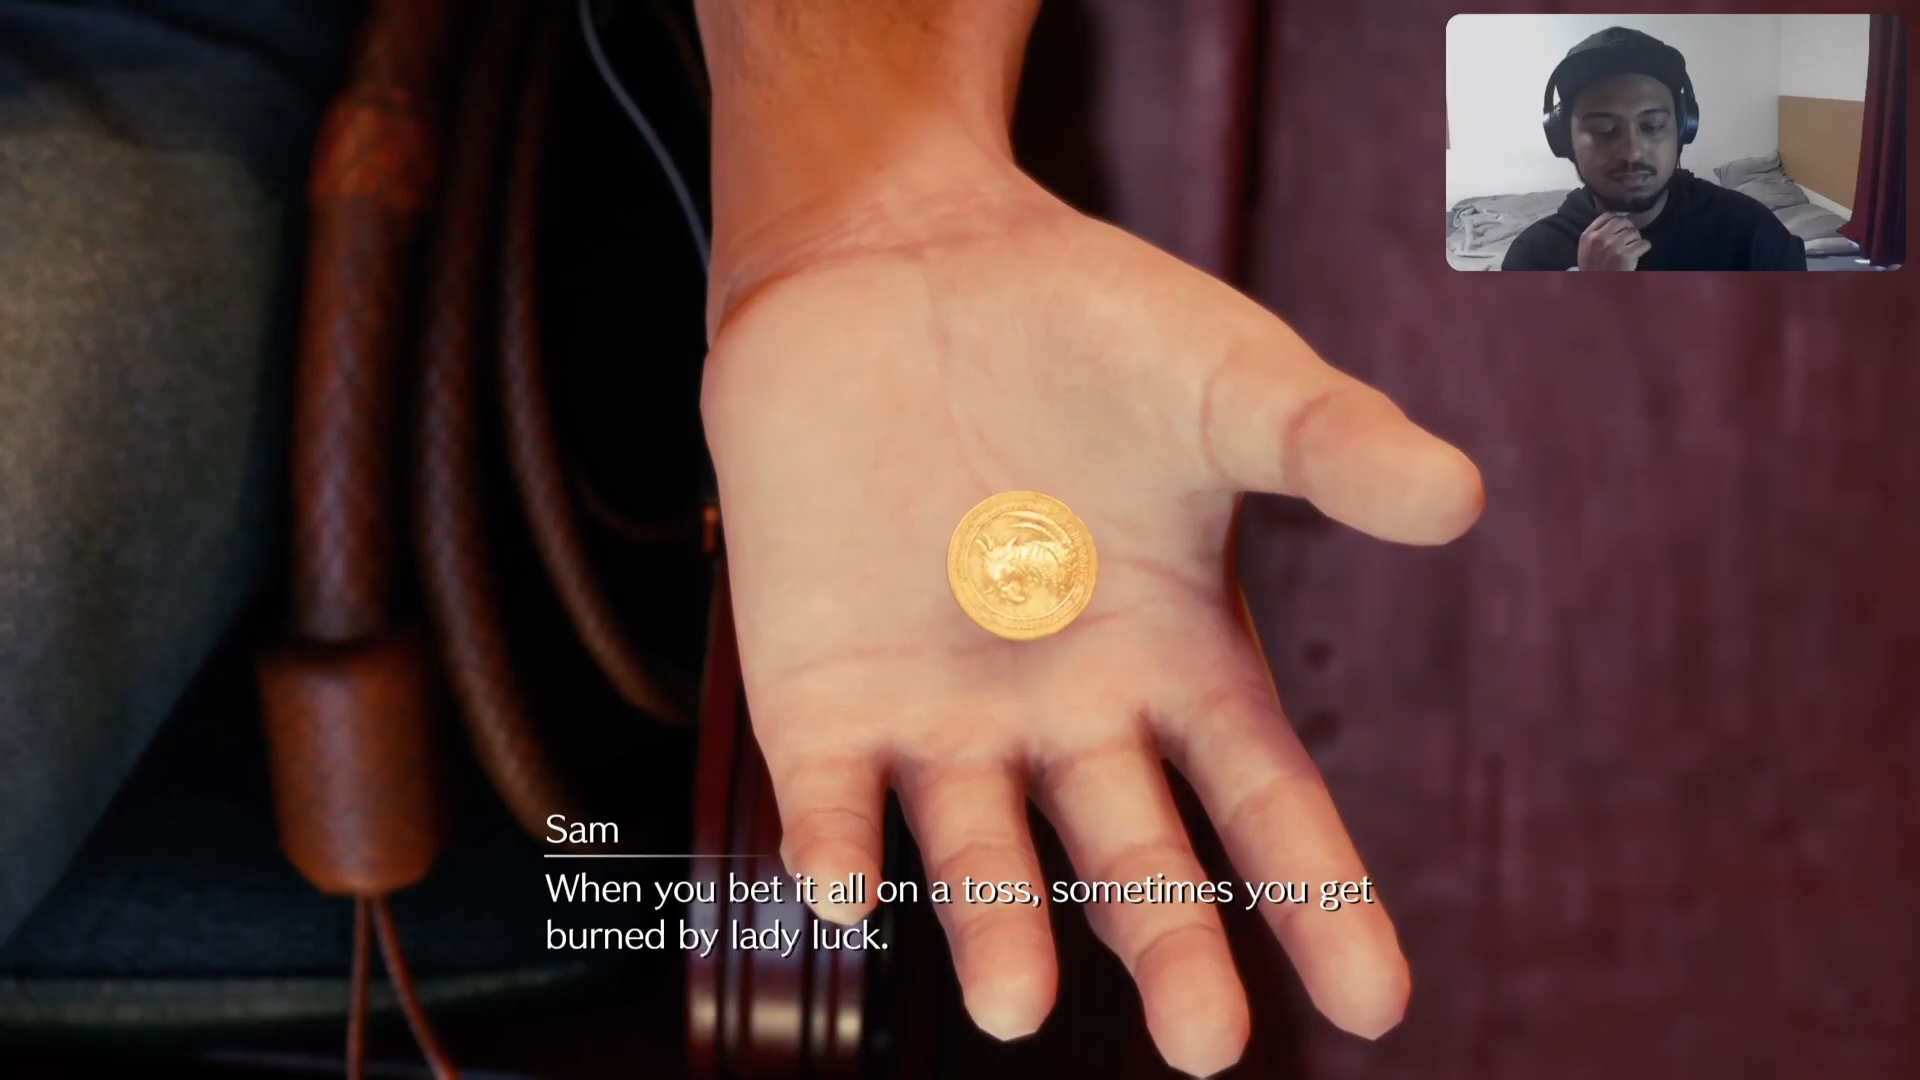 Sam
When you bet it all on a toss, sometimes you get
burned by lady luck.